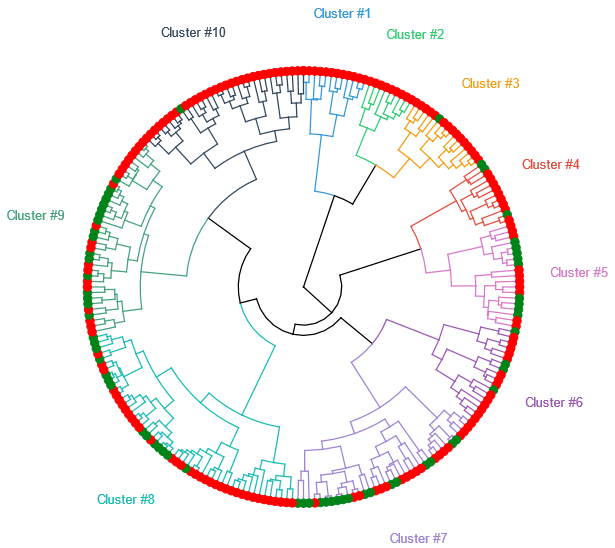 Cluster #1
Cluster #2
Cluster #3
Cluster #4
Cluster #5
Cluster #6
Cluster #7
Cluster #8
Cluster #9
Cluster #10